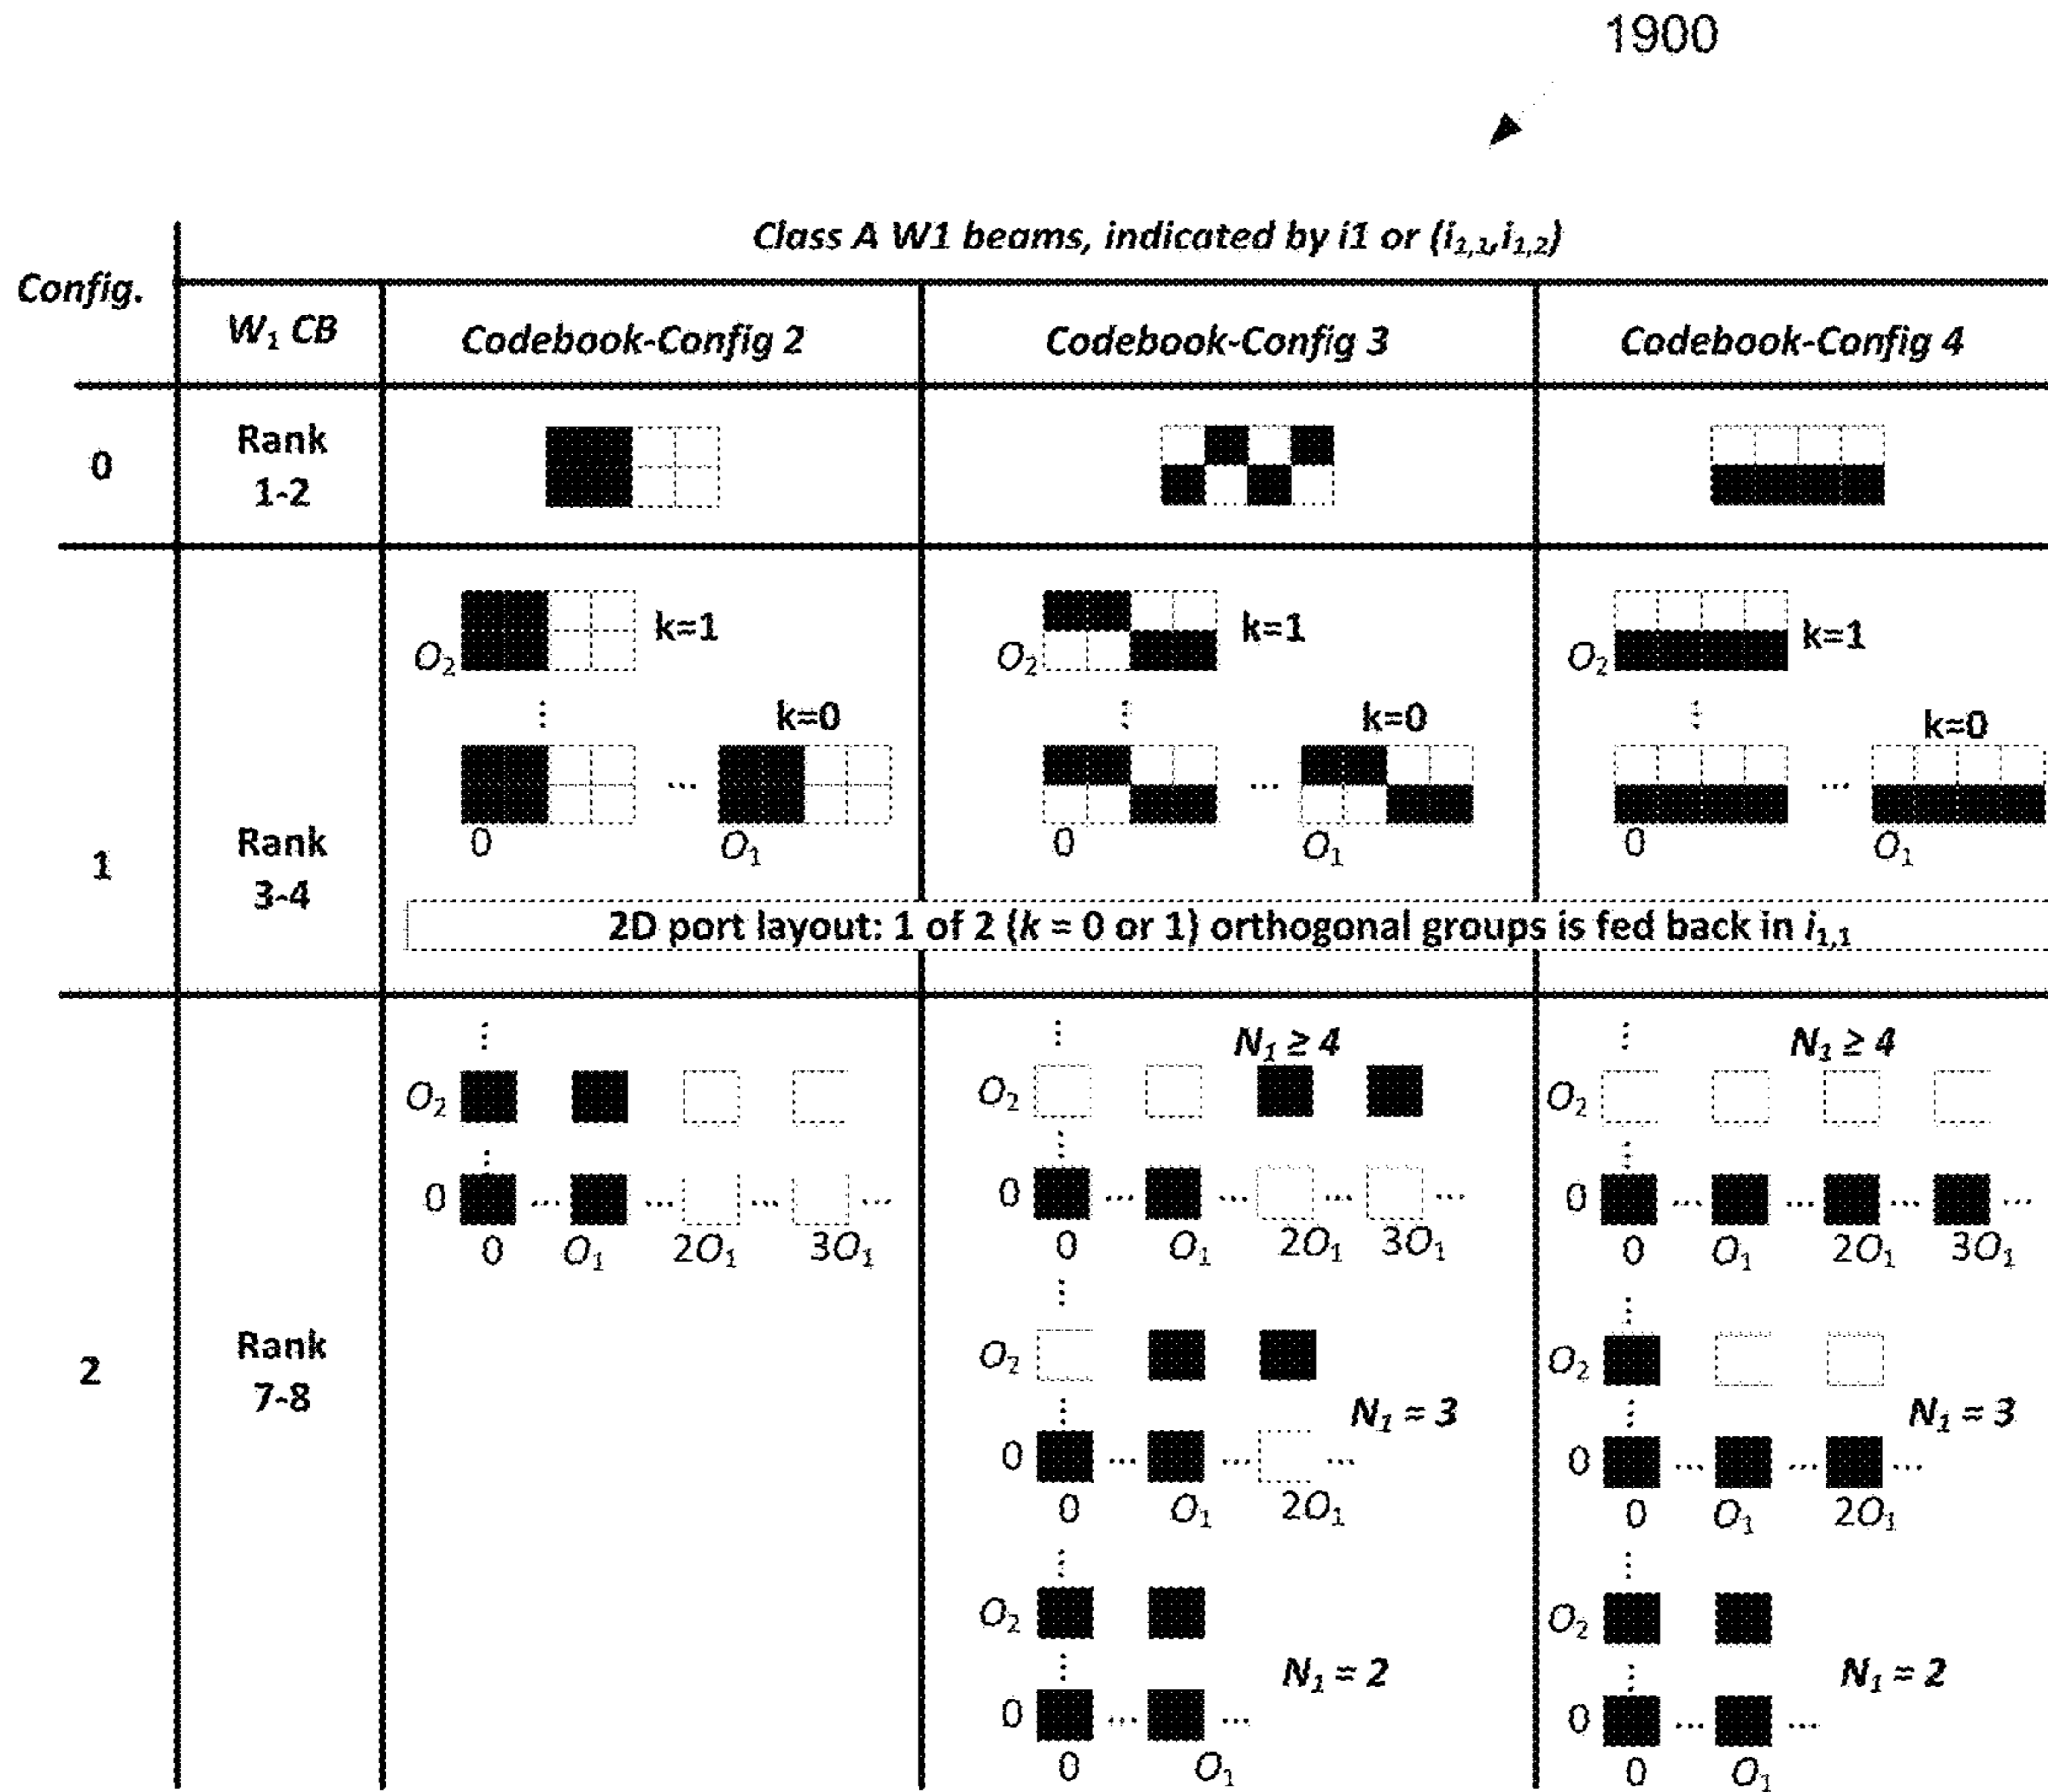 1900
Class A W1 beams, indicated by i1 or (i1,1,i1,2)
Config.
W1 CB
Codebook-Config 2
Codebook-Config 3
Codebook-Config 4
0
Rank
1-2
1
Rank
3-4
O2
k=1
⋮
k=0
0
...
O1
O2
k=1
⋮
k=0
0
...
O1
O2
k=1
⋮
k=0
0
...
O1
2D port layout: 1 of 2 (k = 0 or 1) orthogonal groups is fed back in i1,1
2
Rank
7-8
⋮
O2
⋮
0 ... ... ... ...
0 O1 2O1 3O1
⋮
N1 ≥ 4
O2
⋮
0 ... ... ... ...
0 O1 2O1 3O1
⋮
O2
⋮
N1 = 3
0 ... ... ...
0 O1 2O1
⋮
O2
⋮
N1 = 2
0 ... ...
0 O1
⋮
N1 ≥ 4
O2
⋮
0 ... ... ... ...
0 O1 2O1 3O1
⋮
O2
⋮
N1 = 3
0 ... ... ...
0 O1 2O1
⋮
O2
⋮
N1 = 2
0 ... ...
0 O1